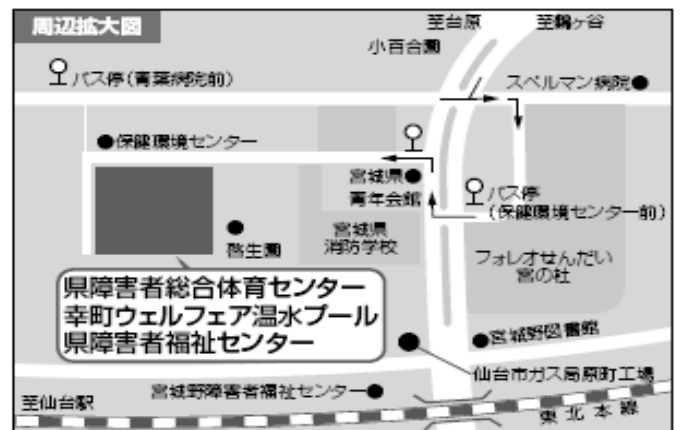 周辺拡大図
至台原
至鶴ヶ谷
小百合園
バス停(青葉病院前)
スペルマン病院●
●保健環境センター
宮城県●
青年会館
バス停
(保健環境センター前)
●
啓生園
宮城県
消防学校
フォレオせんだい
宮の杜
県障害者総合体育センター
幸町ウェルフェア温水プール
県障害者福祉センター
●宮城野図書館
仙台市ガス局原町工場
宮城野障害者福祉センター●
至仙台駅
東北本線